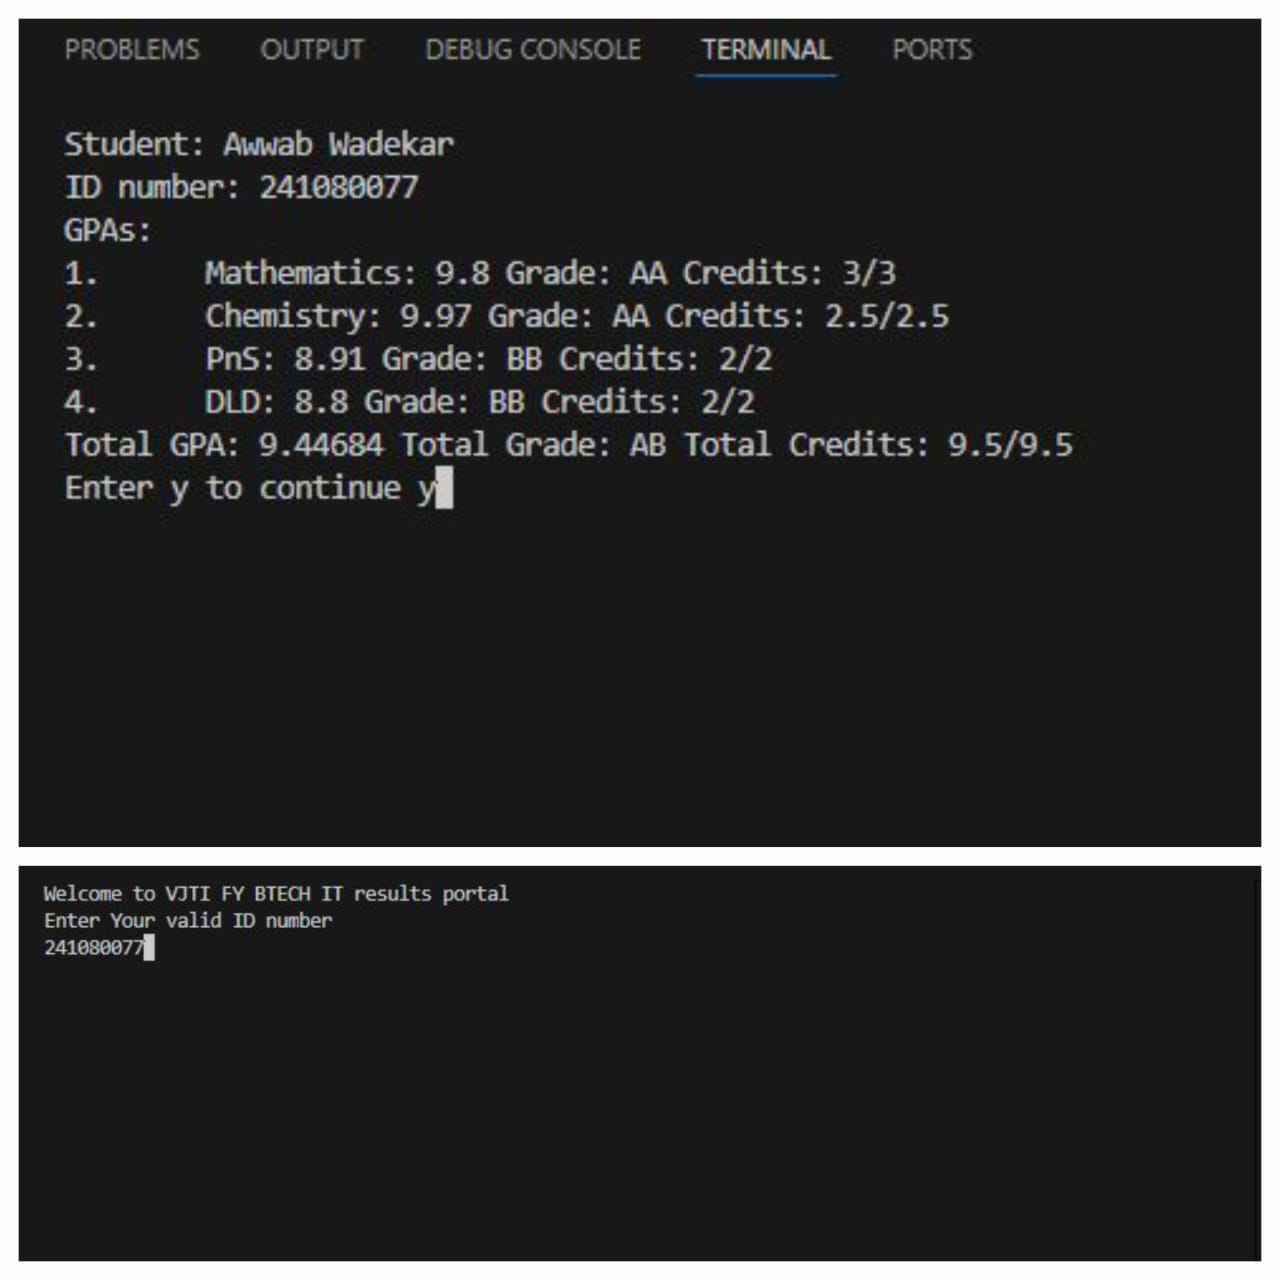 PROBLEMS OUTPUT DEBUG CONSOLE TERMINAL PORTS
Student: Awwab Wadekar
ID number: 241080077
GPAs:
1. Mathematics: 9.8 Grade: AA Credits: 3/3
2. Chemistry: 9.97 Grade: AA Credits: 2.5/2.5
3. PnS: 8.91 Grade: BB Credits: 2/2
4. DLD: 8.8 Grade: BB Credits: 2/2
Total GPA: 9.44684 Total Grade: AB Total Credits: 9.5/9.5
Enter y to continue y
Welcome to VJTI FY BTECH IT results portal
Enter Your valid ID number
241080077